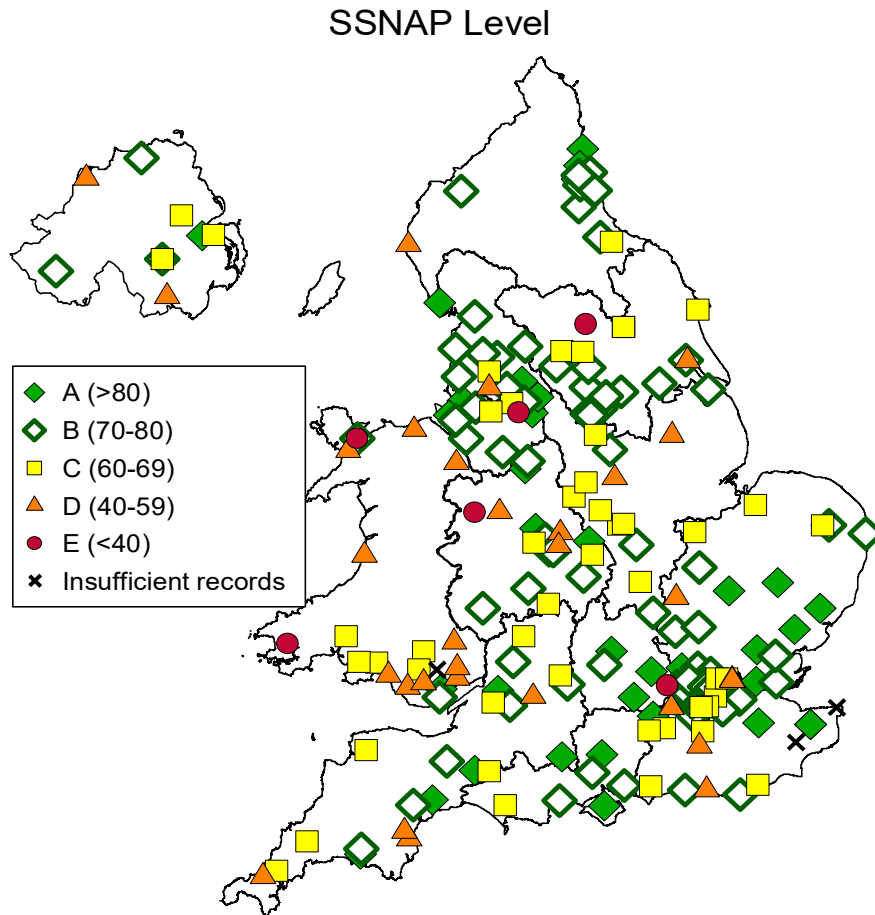 SSNAP Level
A (>80)
B (70-80)
C (60-69)
D (40-59)
E (<40)
Insufficient records